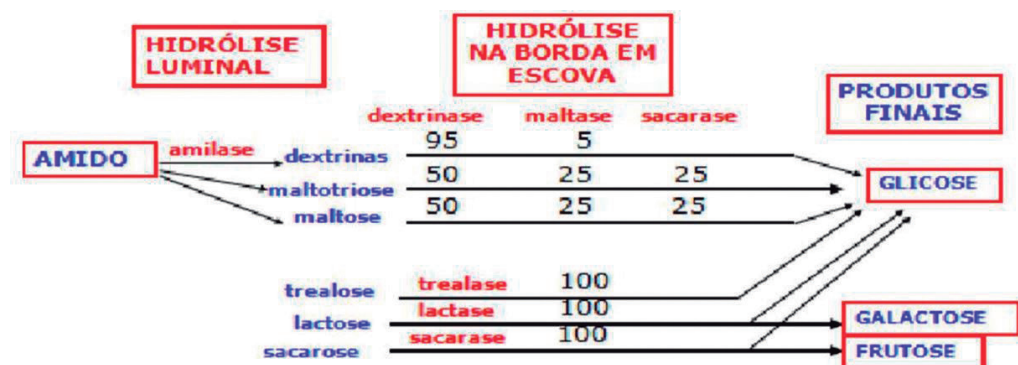 HIDRÓLISE
LUMINAL
HIDRÓLISE
NA BORDA EM
ESCOVA
PRODUTOS
FINAIS
dextrinase maltase sacarase
AMIDO amilase dextrinas 95 5
maltotriose 50 25 25 GLICOSE
maltose 50 25 25
trealose trealase 100
lactose lactase 100 GALACTOSE
sacarose sacarase 100 FRUTOSE